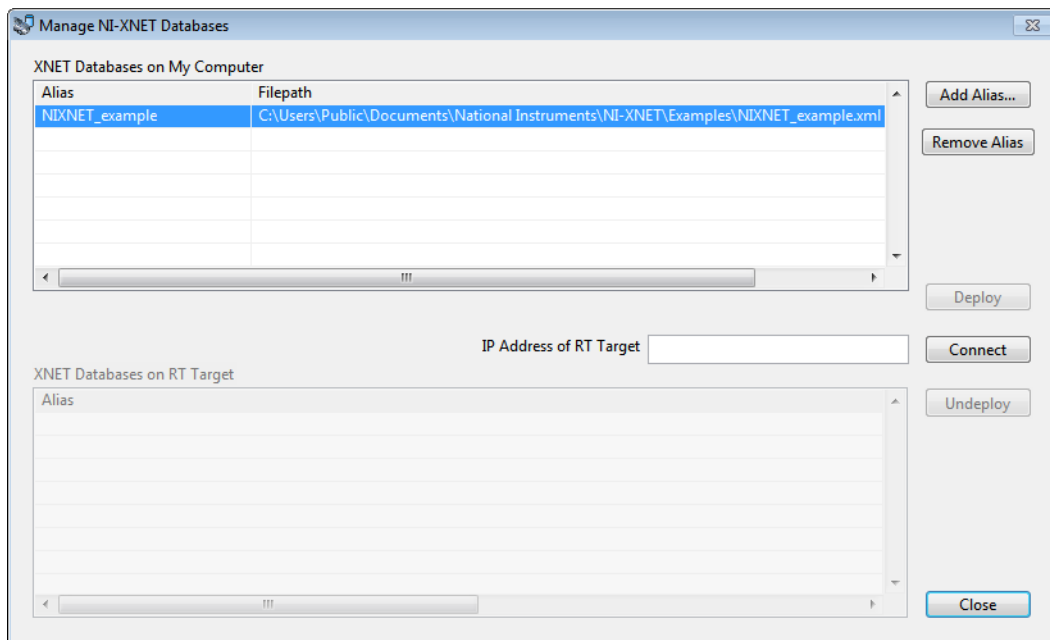 Manage NI-XNET Databases
XNET Databases on My Computer
Alias Filepath
NIXNET_example C:\Users\Public\Documents\National Instruments\NI-XNET\Examples\NIXNET_example.xml
Add Alias...
Remove Alias
Deploy
IP Address of RT Target
Connect
XNET Databases on RT Target
Alias
Undeploy
Close